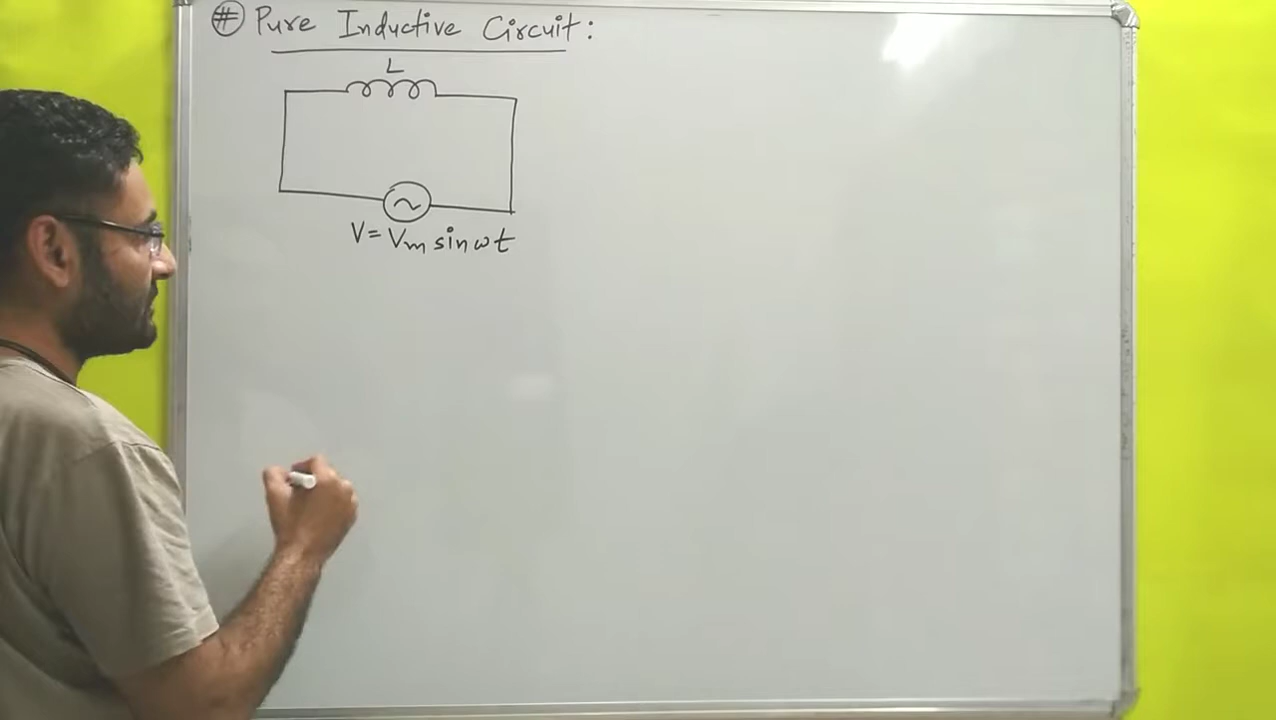 # Pure Inductive Circuit:
L
V = Vm sin ωt